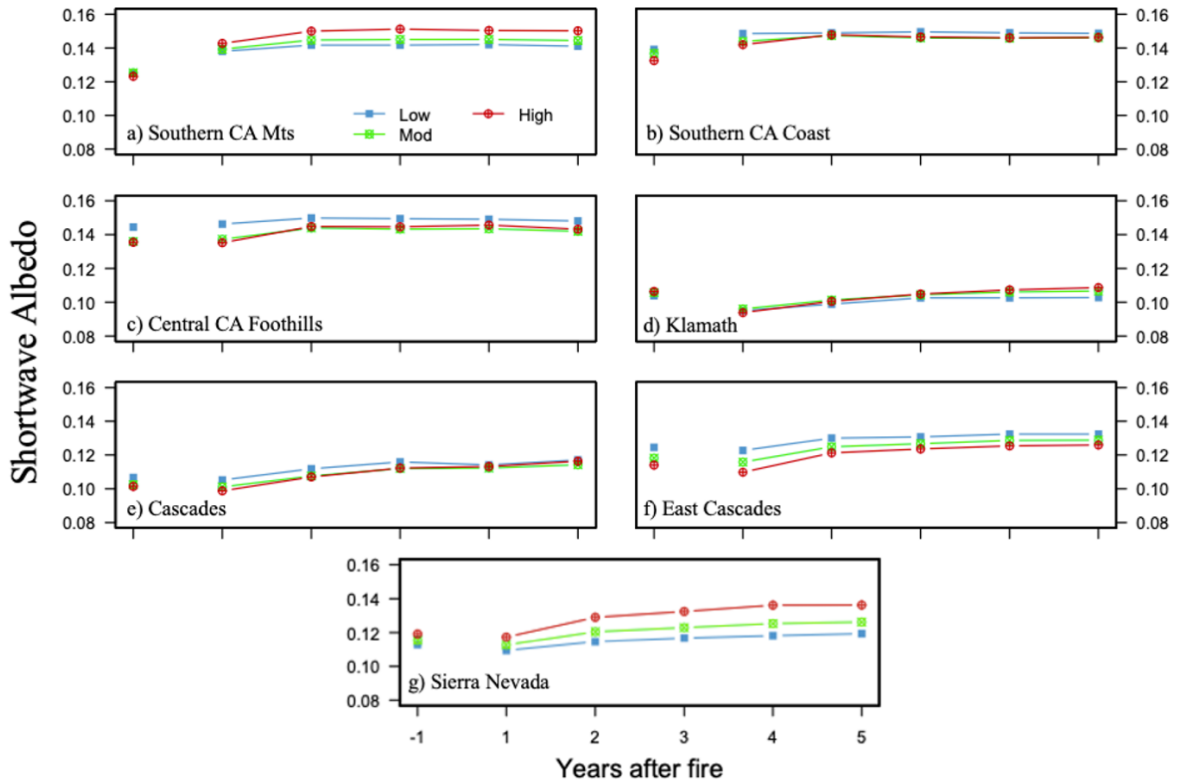 0.16
0.14
0.12
0.10
0.08
Low
High
Mod
a) Southern CA Mts
0.16
0.14
0.12
0.10
0.08
b) Southern CA Coast
Shortwave Albedo
0.16
0.14
0.12
0.10
0.08
c) Central CA Foothills
0.16
0.14
0.12
0.10
0.08
d) Klamath
0.16
0.14
0.12
0.10
0.08
e) Cascades
0.16
0.14
0.12
0.10
0.08
f) East Cascades
0.16
0.14
0.12
0.10
0.08
g) Sierra Nevada
-1 1 2 3 4 5
Years after fire